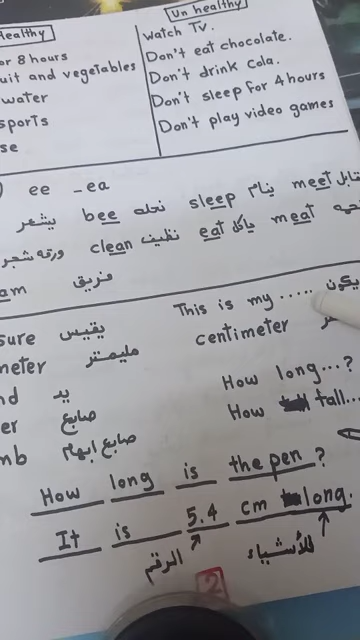 Healthy
Un healthy
or 8 hours
uit and vegetables
water
sports
se
Watch Tv.
Don't eat chocolate.
Don't drink Cola.
Don't sleep for 4 hours
Don't play video games
ee _ea
يشعر bee نحله sleep ينام meet يقابل
ورقه شجر clean نظيف eat ياكل meat
am فريق
sure يقيس This is my ..... يكون
meter مليمتر centimeter
nd يد How long...?
er صابع How tall...
mb صابع ابهام
How long is the pen ?
It is 5.4 cm long.
الرقم للأشياء
2